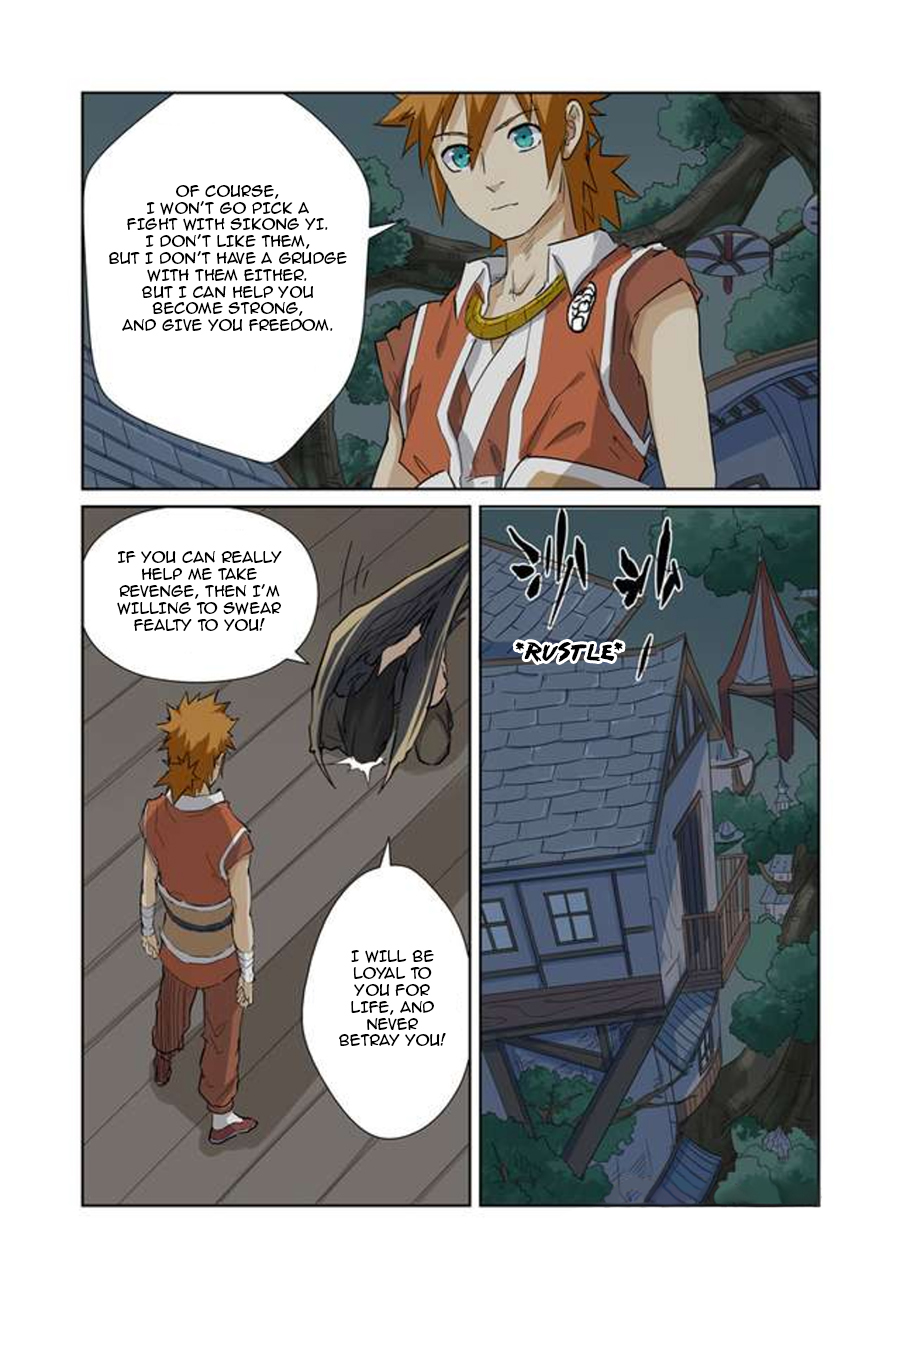 OF COURSE,
I WON'T GO PICK A
FIGHT WITH SIKONG YI.
I DON'T LIKE THEM,
BUT I DON'T HAVE A GRUDGE
WITH THEM EITHER.
BUT I CAN HELP YOU
BECOME STRONG,
AND GIVE YOU FREEDOM.
IF YOU CAN REALLY
HELP ME TAKE
REVENGE, THEN I'M
WILLING TO SWEAR
FEALTY TO YOU!
I WILL BE
LOYAL TO
YOU FOR
LIFE, AND
NEVER
BETRAY YOU!
*RUSTLE*